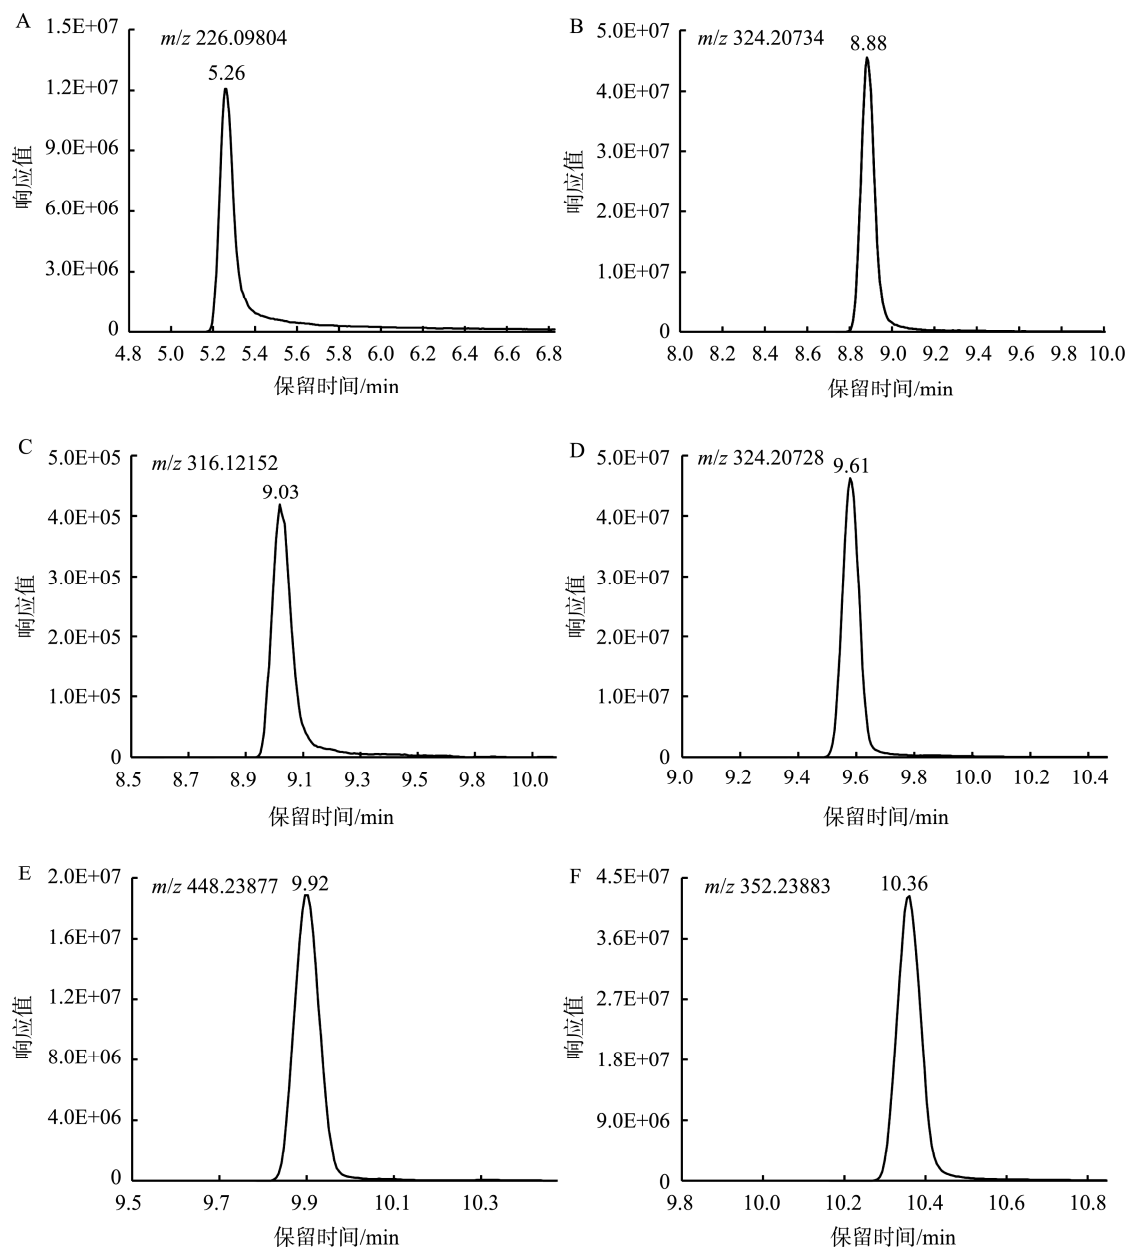 A
1.5E+07
1.2E+07
9.0E+06
6.0E+06
3.0E+06
0
响应值
m/z 226.09804
5.26
4.8 5.0 5.2 5.4 5.6 5.8 6.0 6.2 6.4 6.6 6.8
保留时间/min
B
5.0E+07
4.0E+07
3.0E+07
2.0E+07
1.0E+07
0
响应值
m/z 324.20734
8.88
8.0 8.2 8.4 8.6 8.8 9.0 9.2 9.4 9.6 9.8 10.0
保留时间/min
C
5.0E+05
4.0E+05
3.0E+05
2.0E+05
1.0E+05
0
响应值
m/z 316.12152
9.03
8.5 8.7 8.9 9.1 9.3 9.5 9.8 10.0
保留时间/min
D
5.0E+07
4.0E+07
3.0E+07
2.0E+07
1.0E+07
0
响应值
m/z 324.20728
9.61
9.0 9.2 9.4 9.6 9.8 10.0 10.2 10.4
保留时间/min
E
2.0E+07
1.6E+07
1.2E+07
8.0E+06
4.0E+06
0
响应值
m/z 448.23877
9.92
9.5 9.7 9.9 10.1 10.3
保留时间/min
F
4.5E+07
3.6E+07
2.7E+07
1.8E+07
9.0E+06
0
响应值
m/z 352.23883
10.36
9.8 10.0 10.2 10.4 10.6 10.8
保留时间/min